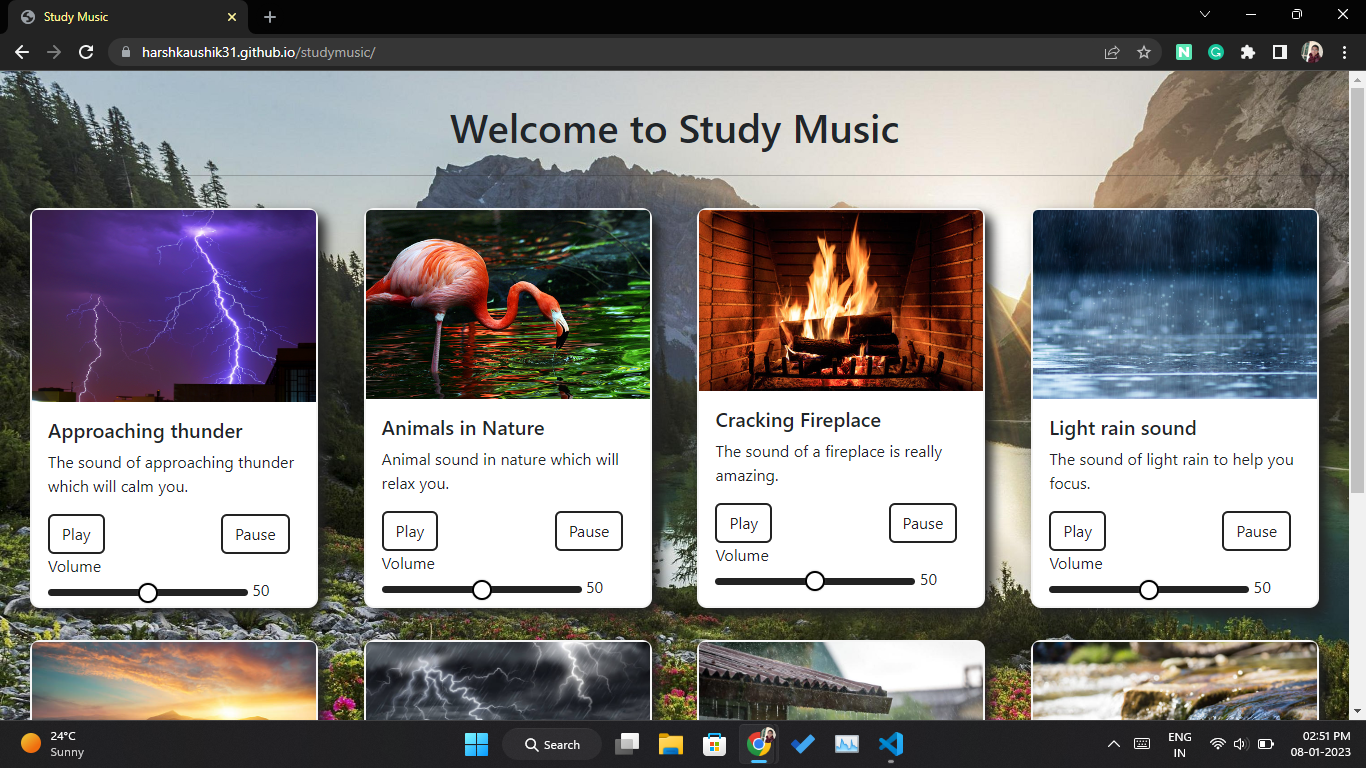 Study Music
harshkaushik31.github.io/studymusic/
Welcome to Study Music
Approaching thunder
The sound of approaching thunder
which will calm you.
Play Pause
Volume
50
Animals in Nature
Animal sound in nature which will
relax you.
Play Pause
Volume
50
Cracking Fireplace
The sound of a fireplace is really
amazing.
Play Pause
Volume
50
Light rain sound
The sound of light rain to help you
focus.
Play Pause
Volume
50
24°C
Sunny
Search
ENG
IN
02:51 PM
08-01-2023